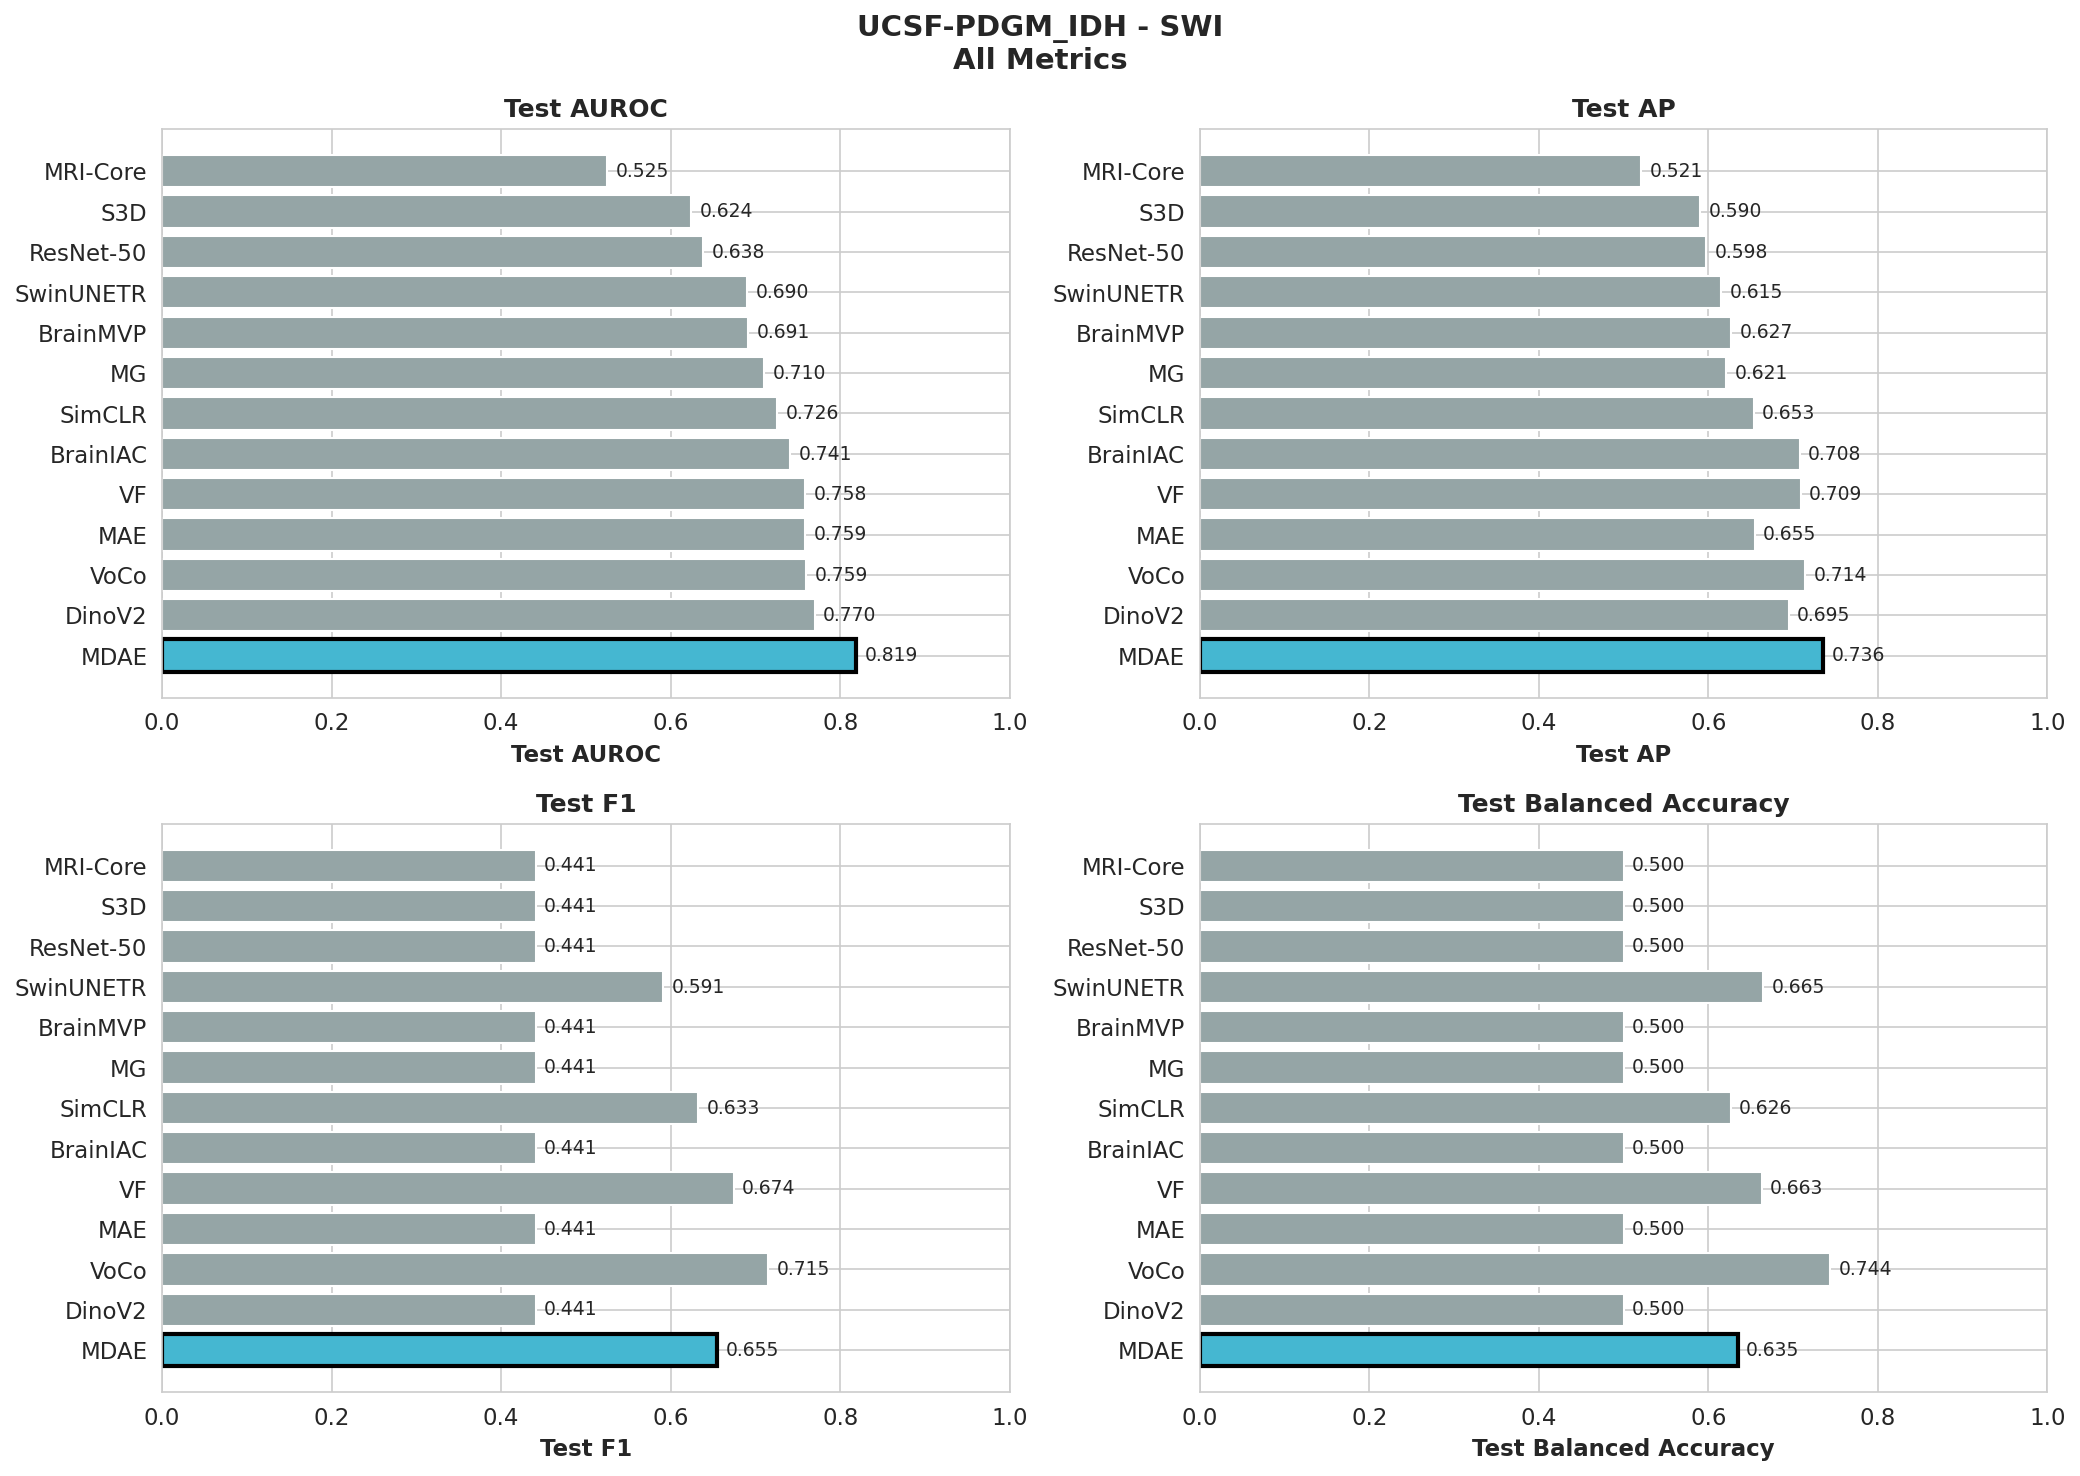 UCSF-PDGM_IDH - SWI
All Metrics
Test AUROC
MRI-Core 0.525
S3D 0.624
ResNet-50 0.638
SwinUNETR 0.690
BrainMVP 0.691
MG 0.710
SimCLR 0.726
BrainIAC 0.741
VF 0.758
MAE 0.759
VoCo 0.759
DinoV2 0.770
MDAE 0.819
0.0 0.2 0.4 0.6 0.8 1.0
Test AUROC
Test AP
MRI-Core 0.521
S3D 0.590
ResNet-50 0.598
SwinUNETR 0.615
BrainMVP 0.627
MG 0.621
SimCLR 0.653
BrainIAC 0.708
VF 0.709
MAE 0.655
VoCo 0.714
DinoV2 0.695
MDAE 0.736
0.0 0.2 0.4 0.6 0.8 1.0
Test AP
Test F1
MRI-Core 0.441
S3D 0.441
ResNet-50 0.441
SwinUNETR 0.591
BrainMVP 0.441
MG 0.441
SimCLR 0.633
BrainIAC 0.441
VF 0.674
MAE 0.441
VoCo 0.715
DinoV2 0.441
MDAE 0.655
0.0 0.2 0.4 0.6 0.8 1.0
Test F1
Test Balanced Accuracy
MRI-Core 0.500
S3D 0.500
ResNet-50 0.500
SwinUNETR 0.665
BrainMVP 0.500
MG 0.500
SimCLR 0.626
BrainIAC 0.500
VF 0.663
MAE 0.500
VoCo 0.744
DinoV2 0.500
MDAE 0.635
0.0 0.2 0.4 0.6 0.8 1.0
Test Balanced Accuracy